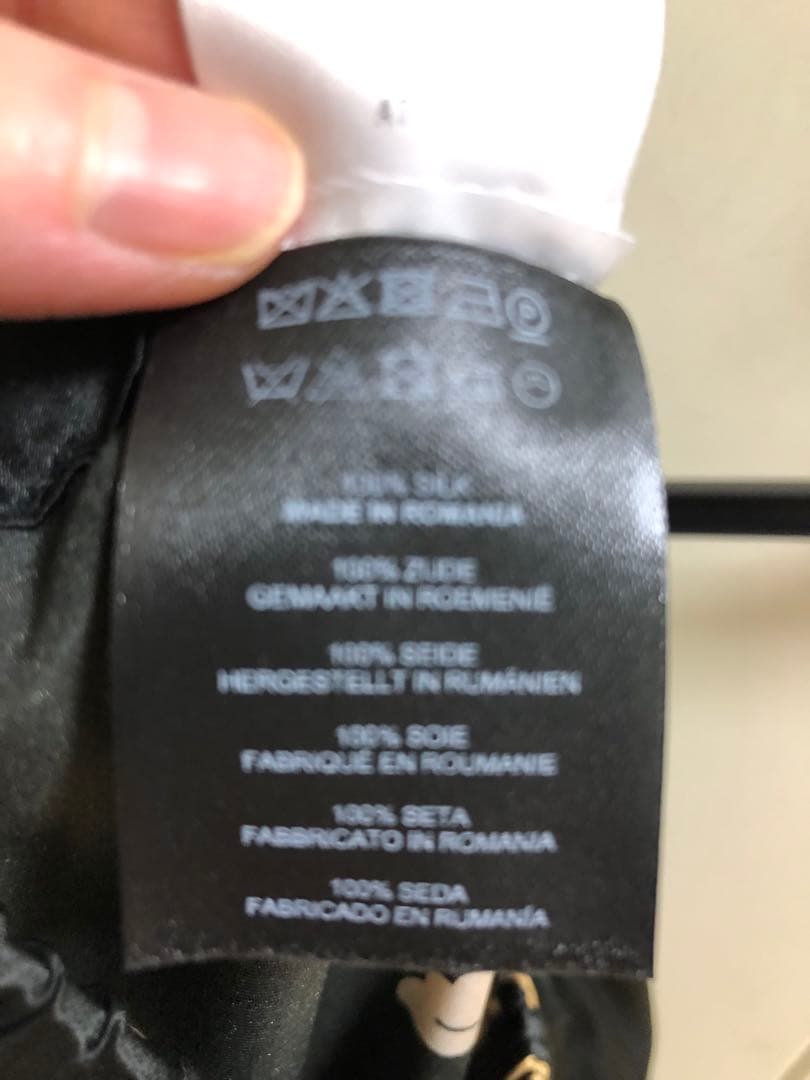 100% SILK
MADE IN ROMANIA
100% ZIJDE
GEMAAKT IN ROEMENIË
100% SEIDE
HERGESTELLT IN RUMÄNIEN
100% SOIE
FABRIQUÉ EN ROUMANIE
100% SETA
FABBRICATO IN ROMANIA
100% SEDA
FABRICADO EN RUMANÍA